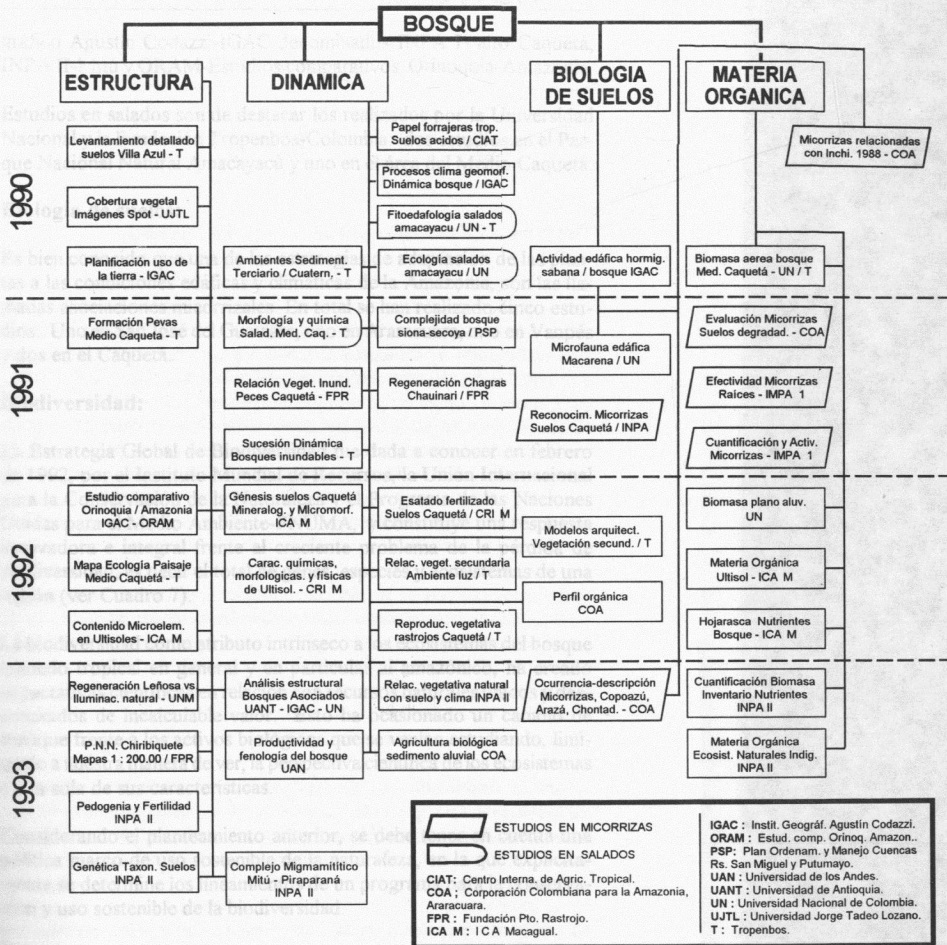 BOSQUE
ESTRUCTURA
DINAMICA
BIOLOGIA
DE SUELOS
MATERIA
ORGANICA
1990
Levantamiento detallado
suelos Villa Azul - T
Cobertura vegetal
Imágenes Spot - UJTL
Planificación uso de
la tierra - IGAC
Ambientes Sediment.
Terciario / Cuatern. - T
Papel forrajeras trop.
Suelos acidos / CIAT
Procesos clima geomorf.
Dinámica bosque / IGAC
Fitoedafología salados
amacayacu / UN - T
Ecología salados
amacayacu / UN
Actividad edáfica hormig.
sabana / bosque IGAC
Micorrizas relacionadas
con Inchi. 1988 - COA
Biomasa aerea bosque
Med. Caquetá - UN / T
1991
Formación Pevas
Medio Caqueta - T
Morfología y química
Salad. Med. Caq. - T
Relación Veget. Inund.
Peces Caquetá - FPR
Sucesión Dinámica
Bosques inundables - T
Complejidad bosque
siona-secoya / PSP
Regeneración Chagras
Chauinari / FPR
Microfauna edáfica
Macarena / UN
Reconocim. Micorrizas
Suelos Caquetá / INPA
Evaluación Micorrizas
Suelos degradad. - COA
Efectividad Micorrizas
Raíces - IMPA 1
Cuantificación y Activ.
Micorrizas - IMPA 1
1992
Estudio comparativo
Orinoquia / Amazonia
IGAC - ORAM
Mapa Ecología Paisaje
Medio Caquetá - T
Contenido Microelem.
en Ultisoles - ICA M
Génesis suelos Caquetá
Mineralog. y MIcromorf.
ICA M
Carac. químicas,
morfologicas. y físicas
de Ultisol. - CRI M
Fosatado fertilizado
Suelos Caquetá / CRI M
Relac. veget. secundaria
Ambiente luz / T
Reproduc. vegetativa
rastrojos Caquetá / T
Modelos arquitect.
Vegetación secund. / T
Perfil orgánica
COA
Biomasa plano aluv.
UN
Materia Orgánica
Ultisol - ICA M
Hojarasca Nutrientes
Bosque - ICA M
1993
Regeneración Leñosa vs
Iluminac. natural - UNM
P.N.N. Chiribiquete
Mapas 1 : 200.00 / FPR
Pedogenia y Fertilidad
INPA II
Genética Taxon. Suelos
INPA II
Análisis estructural
Bosques Asociados
UANT - IGAC - UN
Productividad y
fenología del bosque
UAN
Complejo Migmamítilico
Mitú - Piraparaná
INPA II
Relac. vegetativa natural
con suelo y clima INPA II
Agricultura biológica
sedimento aluvial COA
Ocurrencia-descripción
Micorizas, Copoazú,
Arazá, Chontad. - COA
Cuantificación Biomasa
Inventario Nutrientes
INPA II
Materia Orgánica
Ecosist. Naturales Indig.
INPA II
ESTUDIOS EN MICORRIZAS
ESTUDIOS EN SALADOS
CIAT: Centro Interna. de Agric. Tropical.
COA : Corporación Colombiana para la Amazonia,
Araracuara.
FPR : Fundación Pto. Rastrojo.
ICA M : I C A Macagual.
IGAC : Instit. Geográf. Agustín Codazzi.
ORAM : Estud. comp. Orinoq. Amazon..
PSP: Plan Ordenam. y Manejo Cuencas
Rs. San Miguel y Putumayo.
UAN : Universidad de los Andes.
UANT : Universidad de Antioquia.
UN : Universidad Nacional de Colombia.
UJTL : Universidad Jorge Tadeo Lozano.
T : Tropenbos.